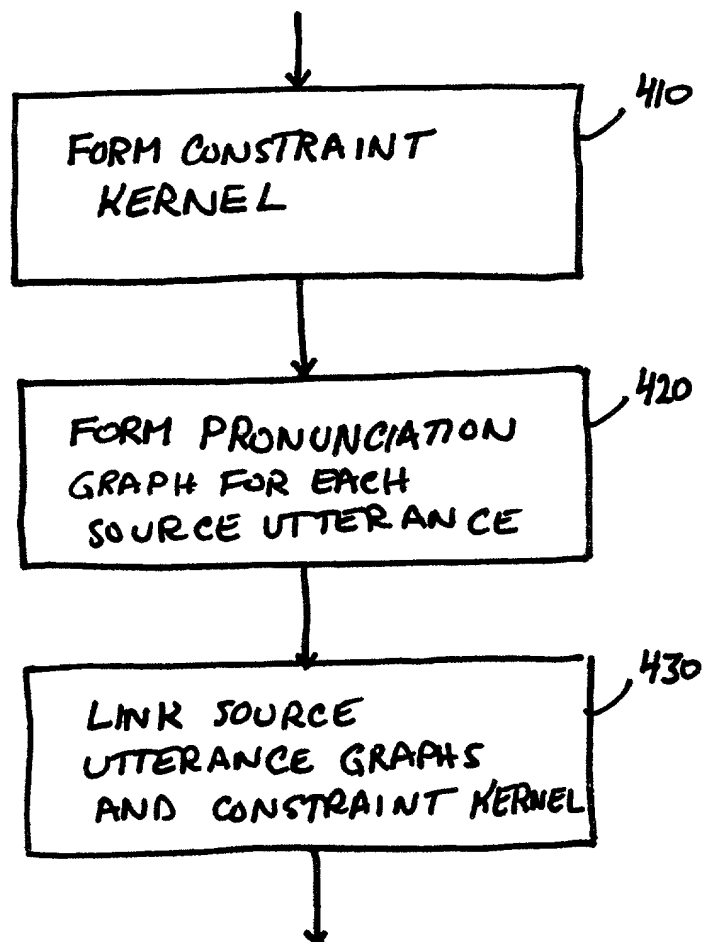 410
FORM CONSTRAINT
KERNEL
420
FORM PRONUNCIATION
GRAPH FOR EACH
SOURCE UTTERANCE
430
LINK SOURCE
UTTERANCE GRAPHS
AND CONSTRAINT KERNEL